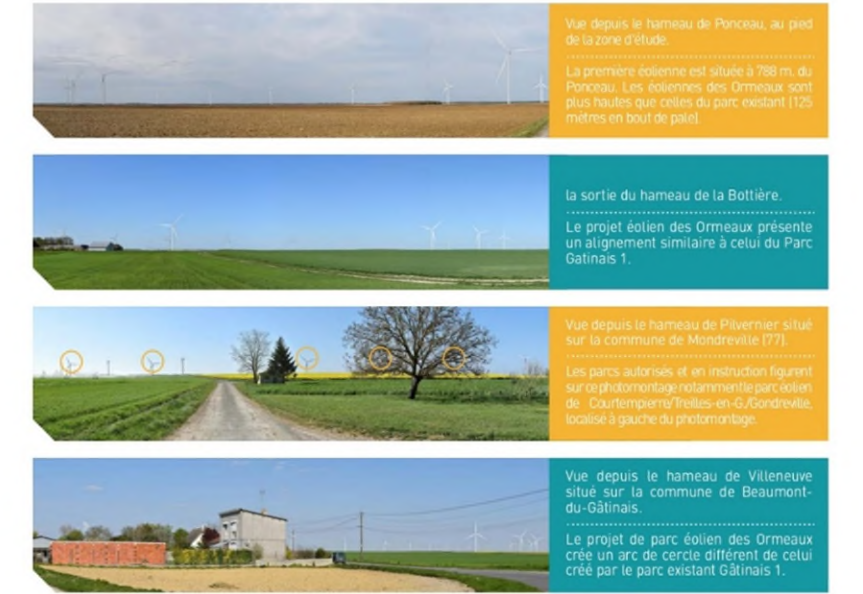 Vue depuis le hameau de Ponceau, au pied
de la zone d'étude.
La première éolienne est située à 788 m. du
Ponceau. Les éoliennes des Ormeaux sont
plus hautes que celles du parc existant (125
mètres en bout de pale).
la sortie du hameau de la Bottière.
Le projet éolien des Ormeaux présente
un alignement similaire à celui du Parc
Gatinais 1.
Vue depuis le hameau de Pilvernier situé
sur la commune de Mondreville (77).
Les parcs autorisés et en instruction figurent
sur ce photomontage notamment le parc éolien
de Courtempierre/Treilles-en-G./Gondreville,
localisé à gauche du photomontage.
Vue depuis le hameau de Villeneuve
situé sur la commune de Beaumont-
du-Gâtinais.
Le projet de parc éolien des Ormeaux
crée un arc de cercle différent de celui
créé par le parc existant Gâtinais 1.